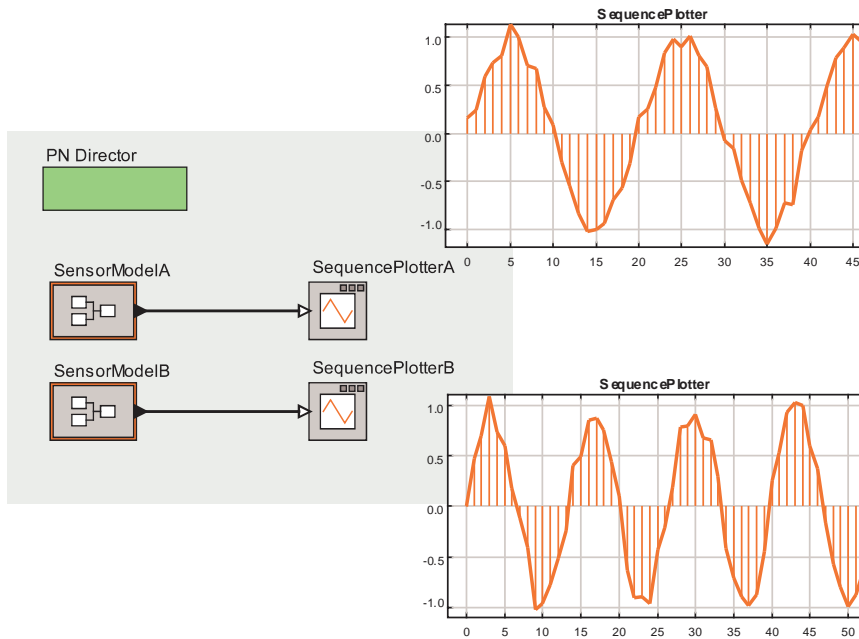 SequencePlotter
1.0
0.5
0.0
-0.5
-1.0
0 5 10 15 20 25 30 35 40 45
PN Director
SensorModelA
SequencePlotterA
SensorModelB
SequencePlotterB
SequencePlotter
1.0
0.5
0.0
-0.5
-1.0
0 5 10 15 20 25 30 35 40 45 50